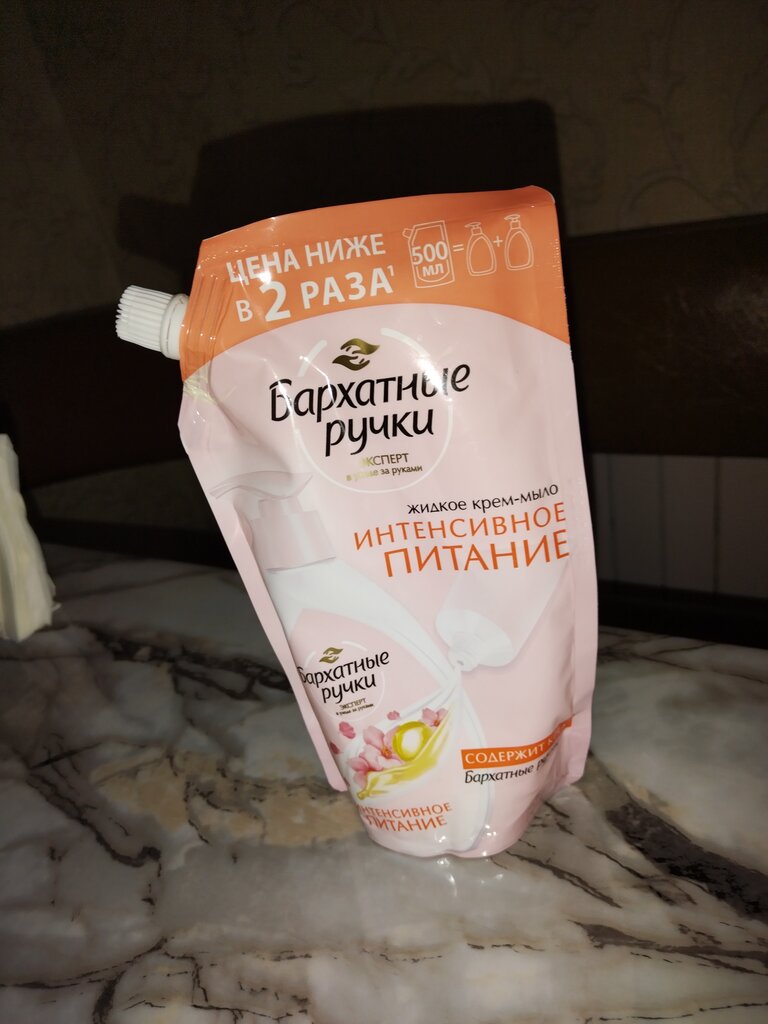 ЦЕНА НИЖЕ
В 2 РАЗА¹
500 = +
МЛ
Бархатные
ручки
ЭКСПЕРТ
в уходе за руками
жидкое крем-мыло
ИНТЕНСИВНОЕ
ПИТАНИЕ
Бархатные
ручки
ЭКСПЕРТ
в уходе за руками
ИНТЕНСИВНОЕ
ПИТАНИЕ
СОДЕРЖИТ
Бархатные